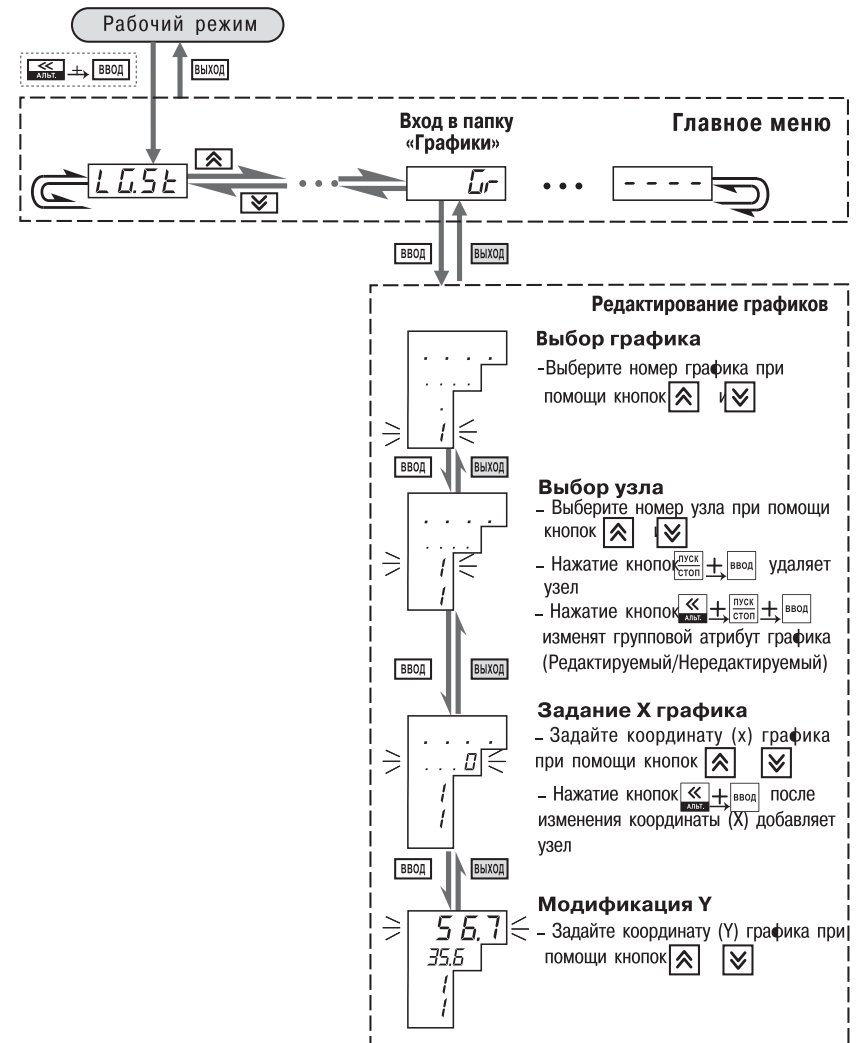 Рабочий режим
АЛЬТ.
+
ВВОД
ВЫХОД
Вход в папку
«Графики»
Главное меню
LG.St
• • •
Gr
• • •
- - - -
ВВОД
ВЫХОД
Редактирование графиков
Выбор графика
-Выберите номер графика при
помощи кнопок и
. . . .
. . . .
.
1
ВВОД
ВЫХОД
Выбор узла
– Выберите номер узла при помощи
кнопок
– Нажатие кнопок ПУСК СТОП + ВВОД удаляет
узел
– Нажатие кнопок АЛЬТ. + ПУСК СТОП + ВВОД
изменят групповой атрибут графика
(Редактируемый/Нередактируемый)
. . . .
. . . .
1
1
ВВОД
ВЫХОД
Задание X графика
– Задайте координату (x) графика
при помощи кнопок
– Нажатие кнопок АЛЬТ. + ВВОД после
изменения координаты (X) добавляет
узел
. . . .
. . . 0
1
1
ВВОД
ВЫХОД
Модификация Y
– Задайте координату (Y) графика при
помощи кнопок
56.7
35.6
1
1